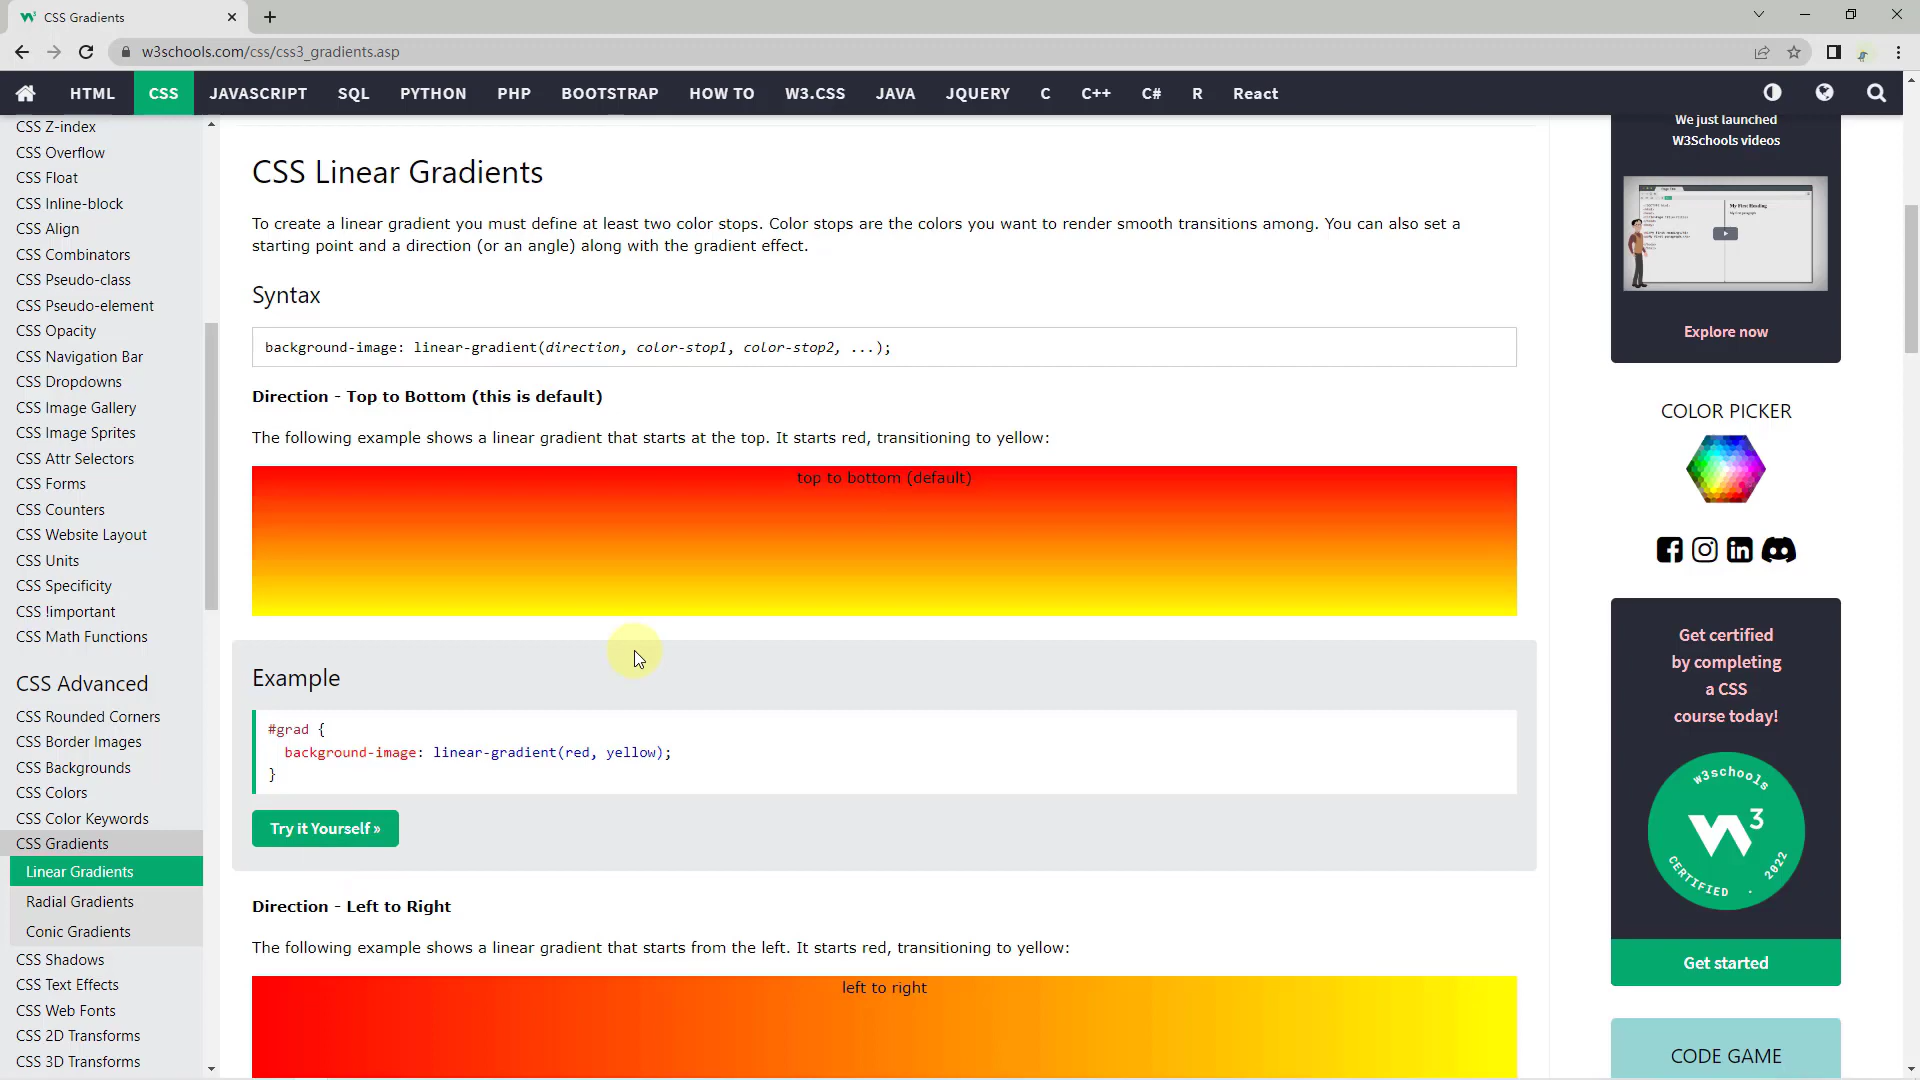 CSS Gradients
w3schools.com/css/css3_gradients.asp
HTML CSS JAVASCRIPT SQL PYTHON PHP BOOTSTRAP HOW TO W3.CSS JAVA JQUERY C C++ C# R React
CSS Z-index
CSS Overflow
CSS Float
CSS Inline-block
CSS Align
CSS Combinators
CSS Pseudo-class
CSS Pseudo-element
CSS Opacity
CSS Navigation Bar
CSS Dropdowns
CSS Image Gallery
CSS Image Sprites
CSS Attr Selectors
CSS Forms
CSS Counters
CSS Website Layout
CSS Units
CSS Specificity
CSS !important
CSS Math Functions
CSS Advanced
CSS Rounded Corners
CSS Border Images
CSS Backgrounds
CSS Colors
CSS Color Keywords
CSS Gradients
Linear Gradients
Radial Gradients
Conic Gradients
CSS Shadows
CSS Text Effects
CSS Web Fonts
CSS 2D Transforms
CSS 3D Transforms
CSS Linear Gradients
To create a linear gradient you must define at least two color stops. Color stops are the colors you want to render smooth transitions among. You can also set a
starting point and a direction (or an angle) along with the gradient effect.
Syntax
background-image: linear-gradient(direction, color-stop1, color-stop2, ...);
Direction - Top to Bottom (this is default)
The following example shows a linear gradient that starts at the top. It starts red, transitioning to yellow:
top to bottom (default)
Example
#grad {
background-image: linear-gradient(red, yellow);
}
Try it Yourself »
Direction - Left to Right
The following example shows a linear gradient that starts from the left. It starts red, transitioning to yellow:
left to right
We just launched
W3Schools videos
My First Heading
Explore now
COLOR PICKER
Get certified
by completing
a CSS
course today!
w3schools
W3
CERTIFIED . 2022
Get started
CODE GAME